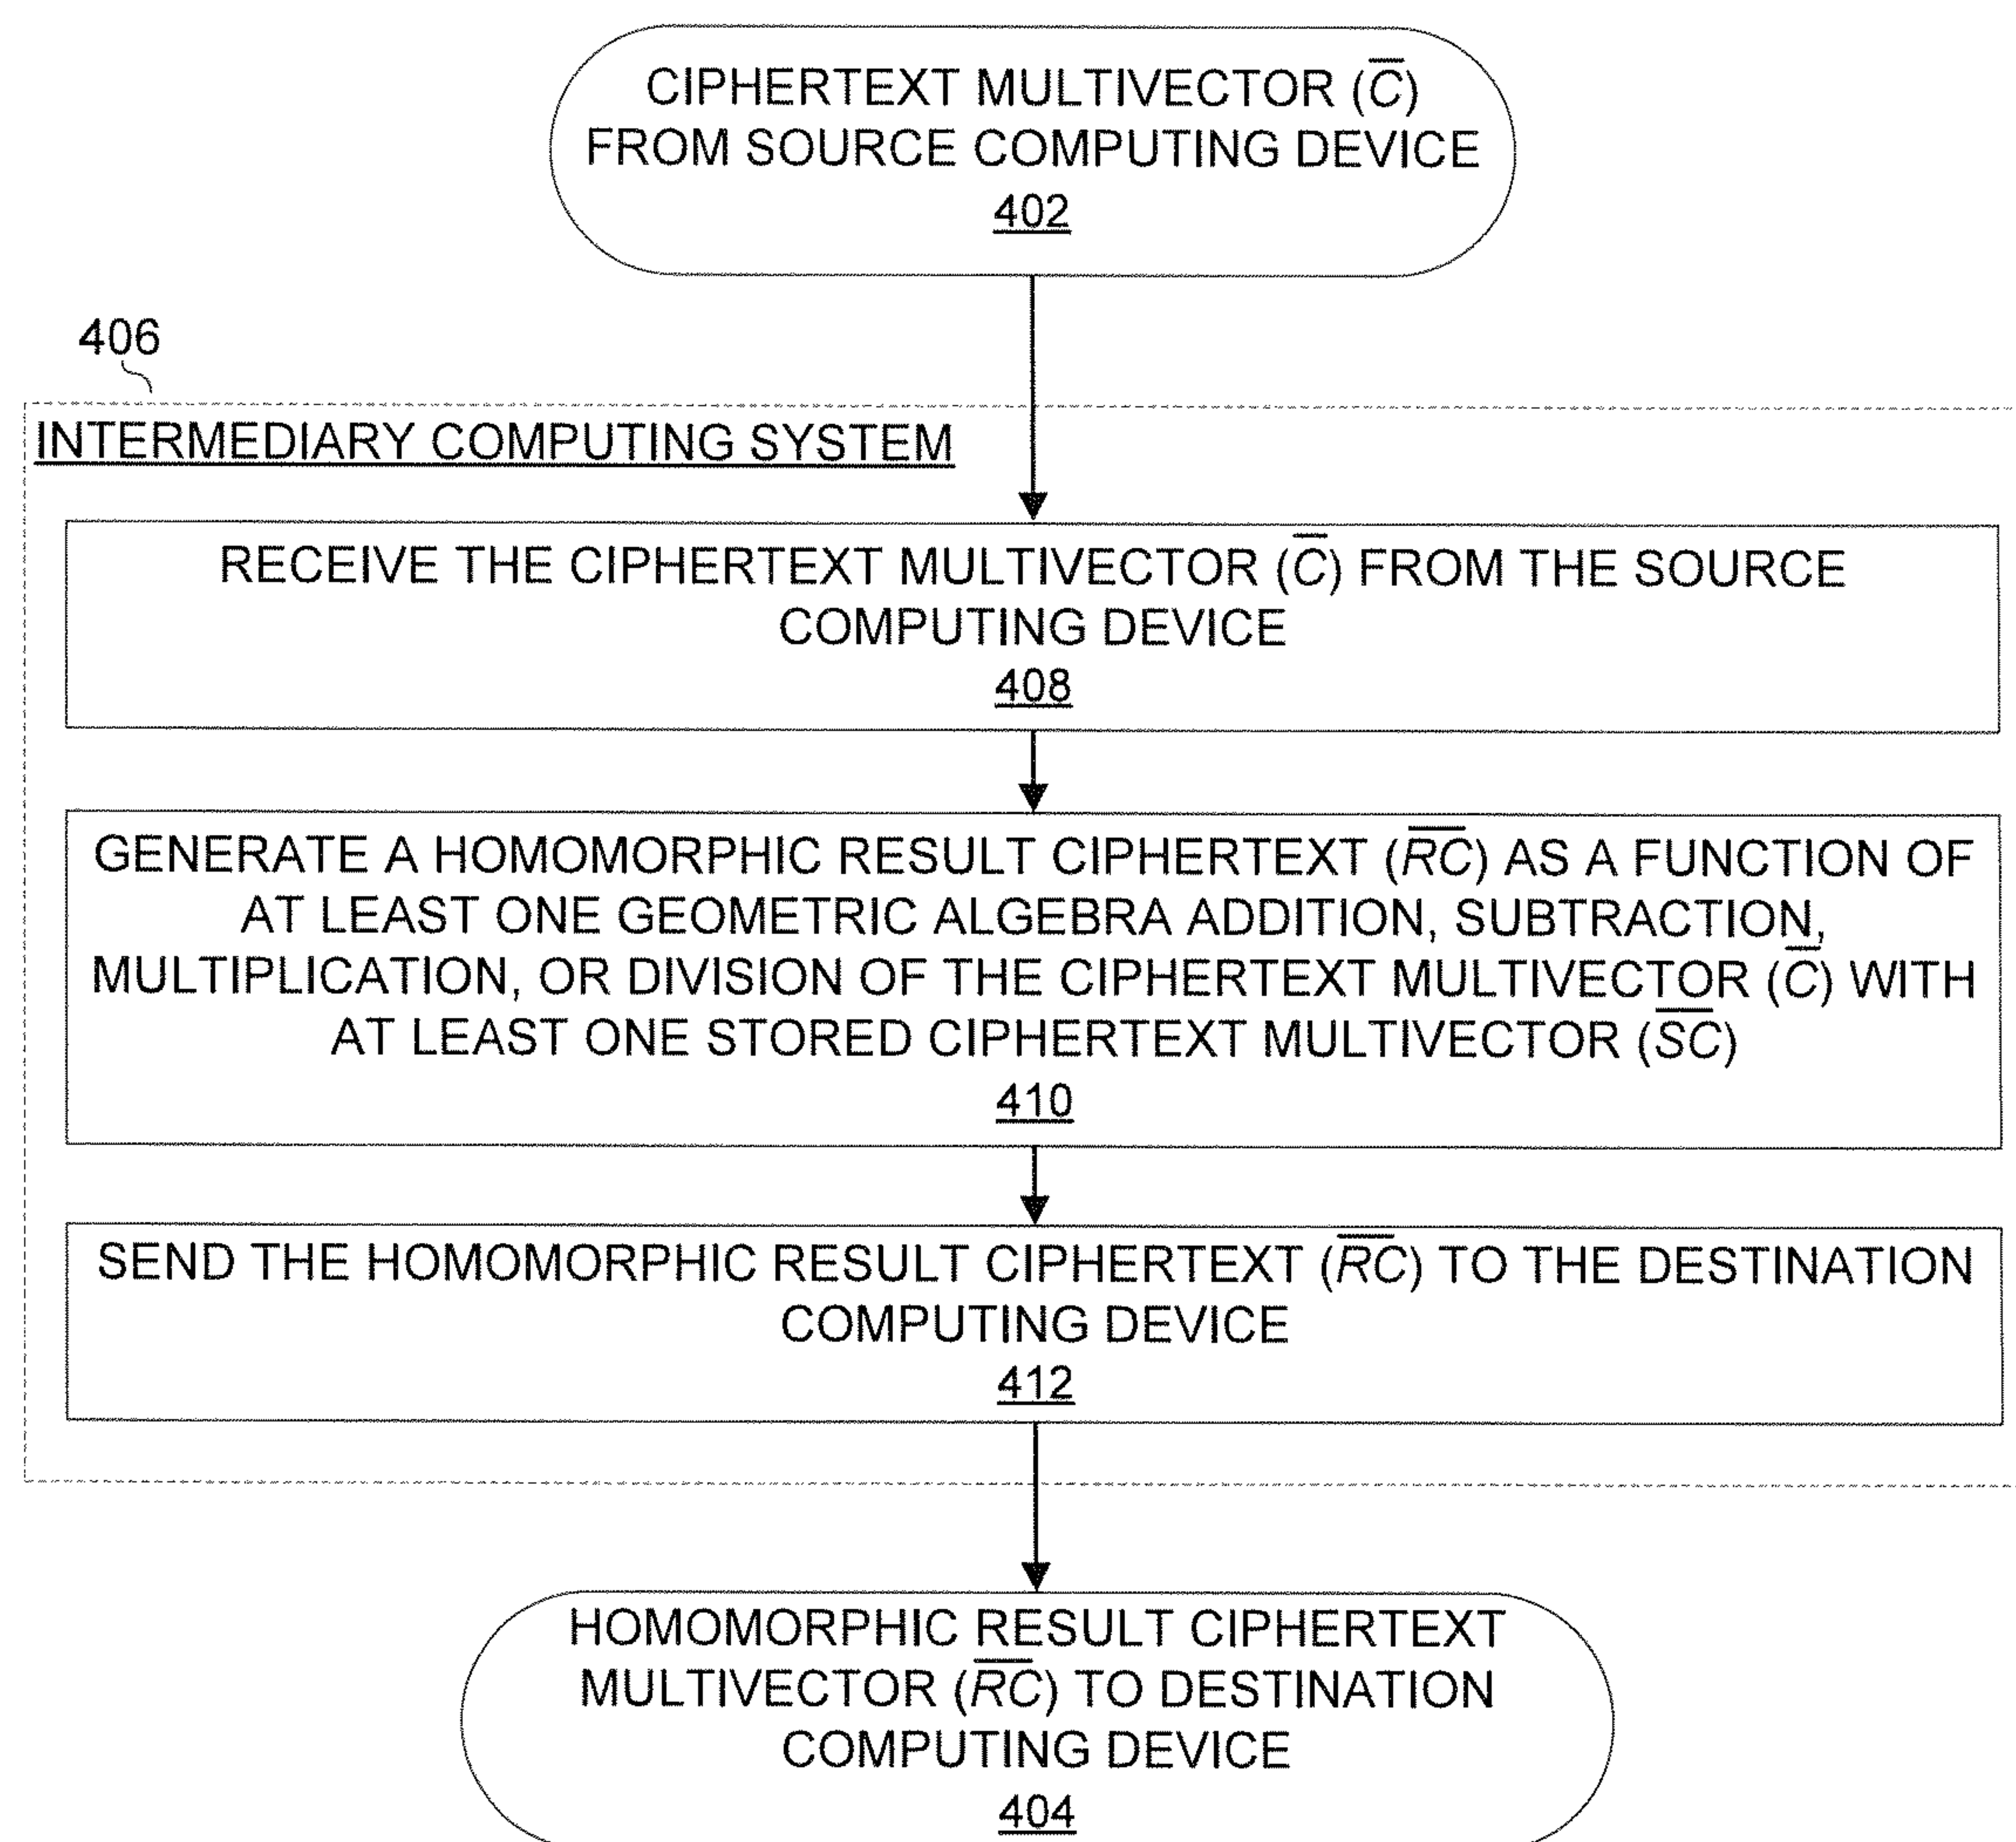 CIPHERTEXT MULTIVECTOR (C̅)
FROM SOURCE COMPUTING DEVICE
402
406
INTERMEDIARY COMPUTING SYSTEM
RECEIVE THE CIPHERTEXT MULTIVECTOR (C̅) FROM THE SOURCE
COMPUTING DEVICE
408
GENERATE A HOMOMORPHIC RESULT CIPHERTEXT (R̅C̅) AS A FUNCTION OF
AT LEAST ONE GEOMETRIC ALGEBRA ADDITION, SUBTRACTION,
MULTIPLICATION, OR DIVISION OF THE CIPHERTEXT MULTIVECTOR (C̅) WITH
AT LEAST ONE STORED CIPHERTEXT MULTIVECTOR (S̅C̅)
410
SEND THE HOMOMORPHIC RESULT CIPHERTEXT (R̅C̅) TO THE DESTINATION
COMPUTING DEVICE
412
HOMOMORPHIC RESULT CIPHERTEXT
MULTIVECTOR (R̅C̅) TO DESTINATION
COMPUTING DEVICE
404